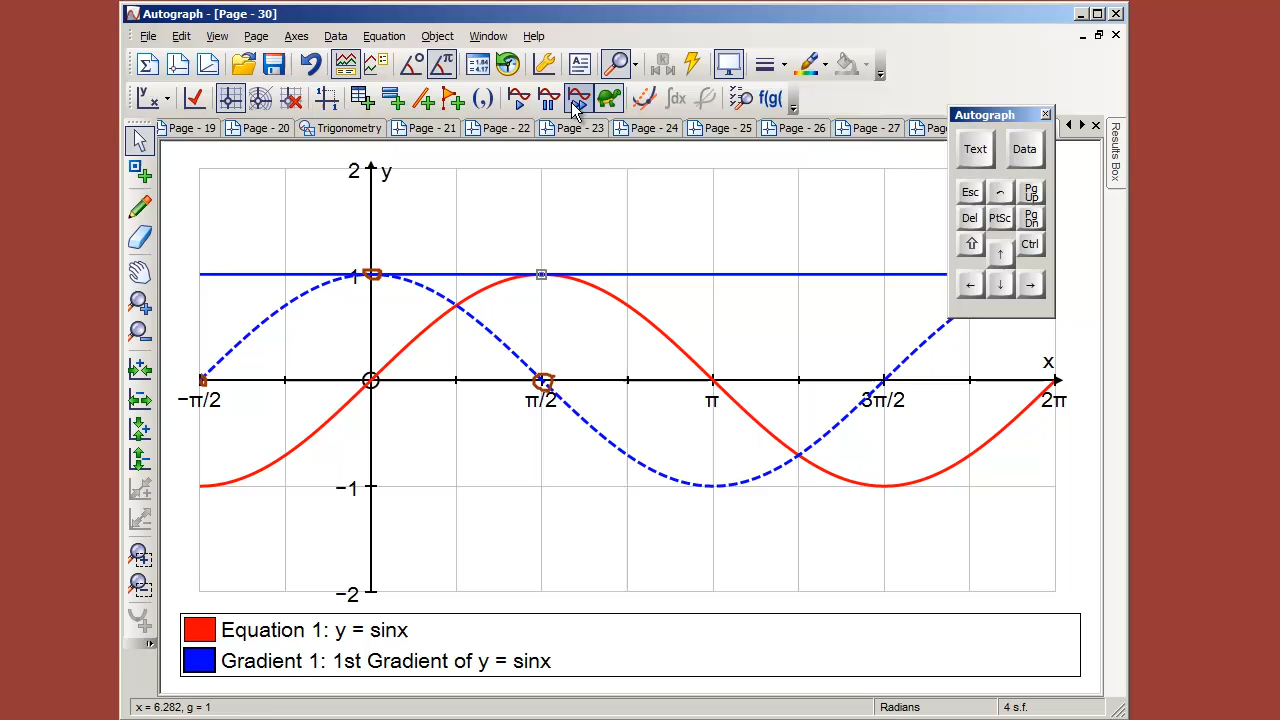 Autograph - [Page - 30]
File Edit View Page Axes Data Equation Object Window Help
Page - 19 Page - 20 Trigonometry Page - 21 Page - 22 Page - 23 Page - 24 Page - 25 Page - 26 Page - 27 Page
Autograph
Text Data
Esc Pg Up
Del PtSc Pg Dn
Ctrl
Results Box
f(g(
2 y
1
x
−π/2 π/2 π 3π/2 2π
−1
−2
Equation 1: y = sinx
Gradient 1: 1st Gradient of y = sinx
x = 6.282, g = 1 Radians 4 s.f.